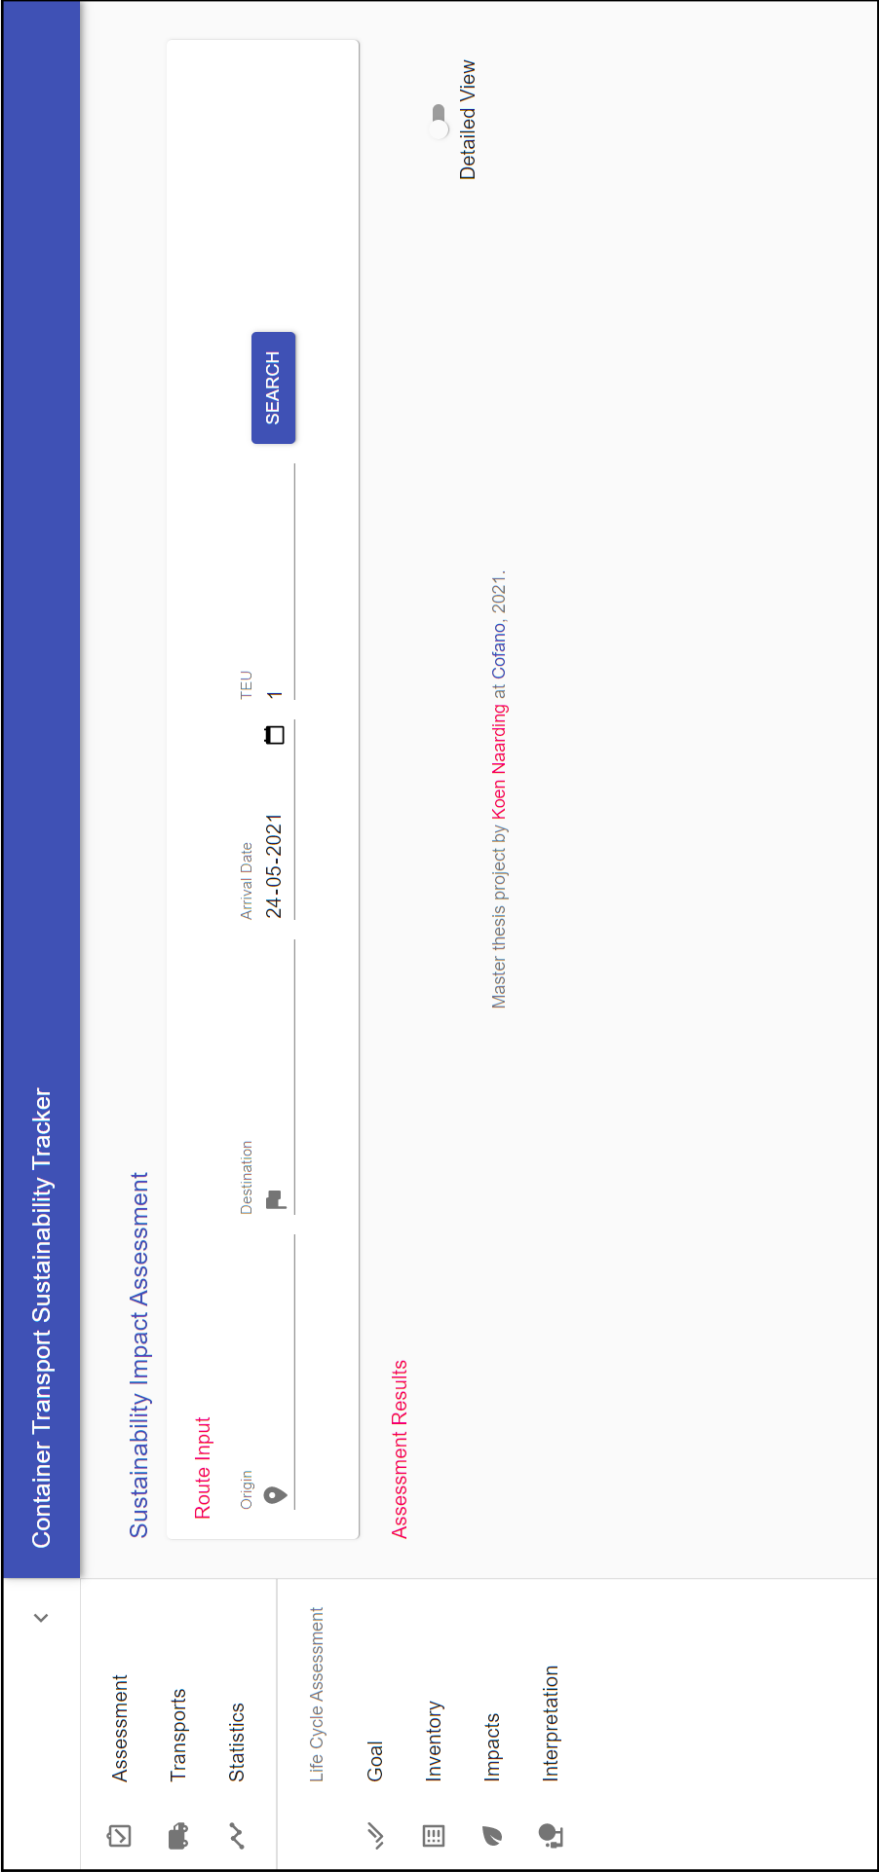 Container Transport Sustainability Tracker
Assessment
Transports
Statistics
Life Cycle Assessment
Goal
Inventory
Impacts
Interpretation
Sustainability Impact Assessment
Route Input
Origin
Destination
Arrival Date
24-05-2021
TEU
1
SEARCH
Assessment Results
Detailed View
Master thesis project by Koen Naarding at Cofano, 2021.